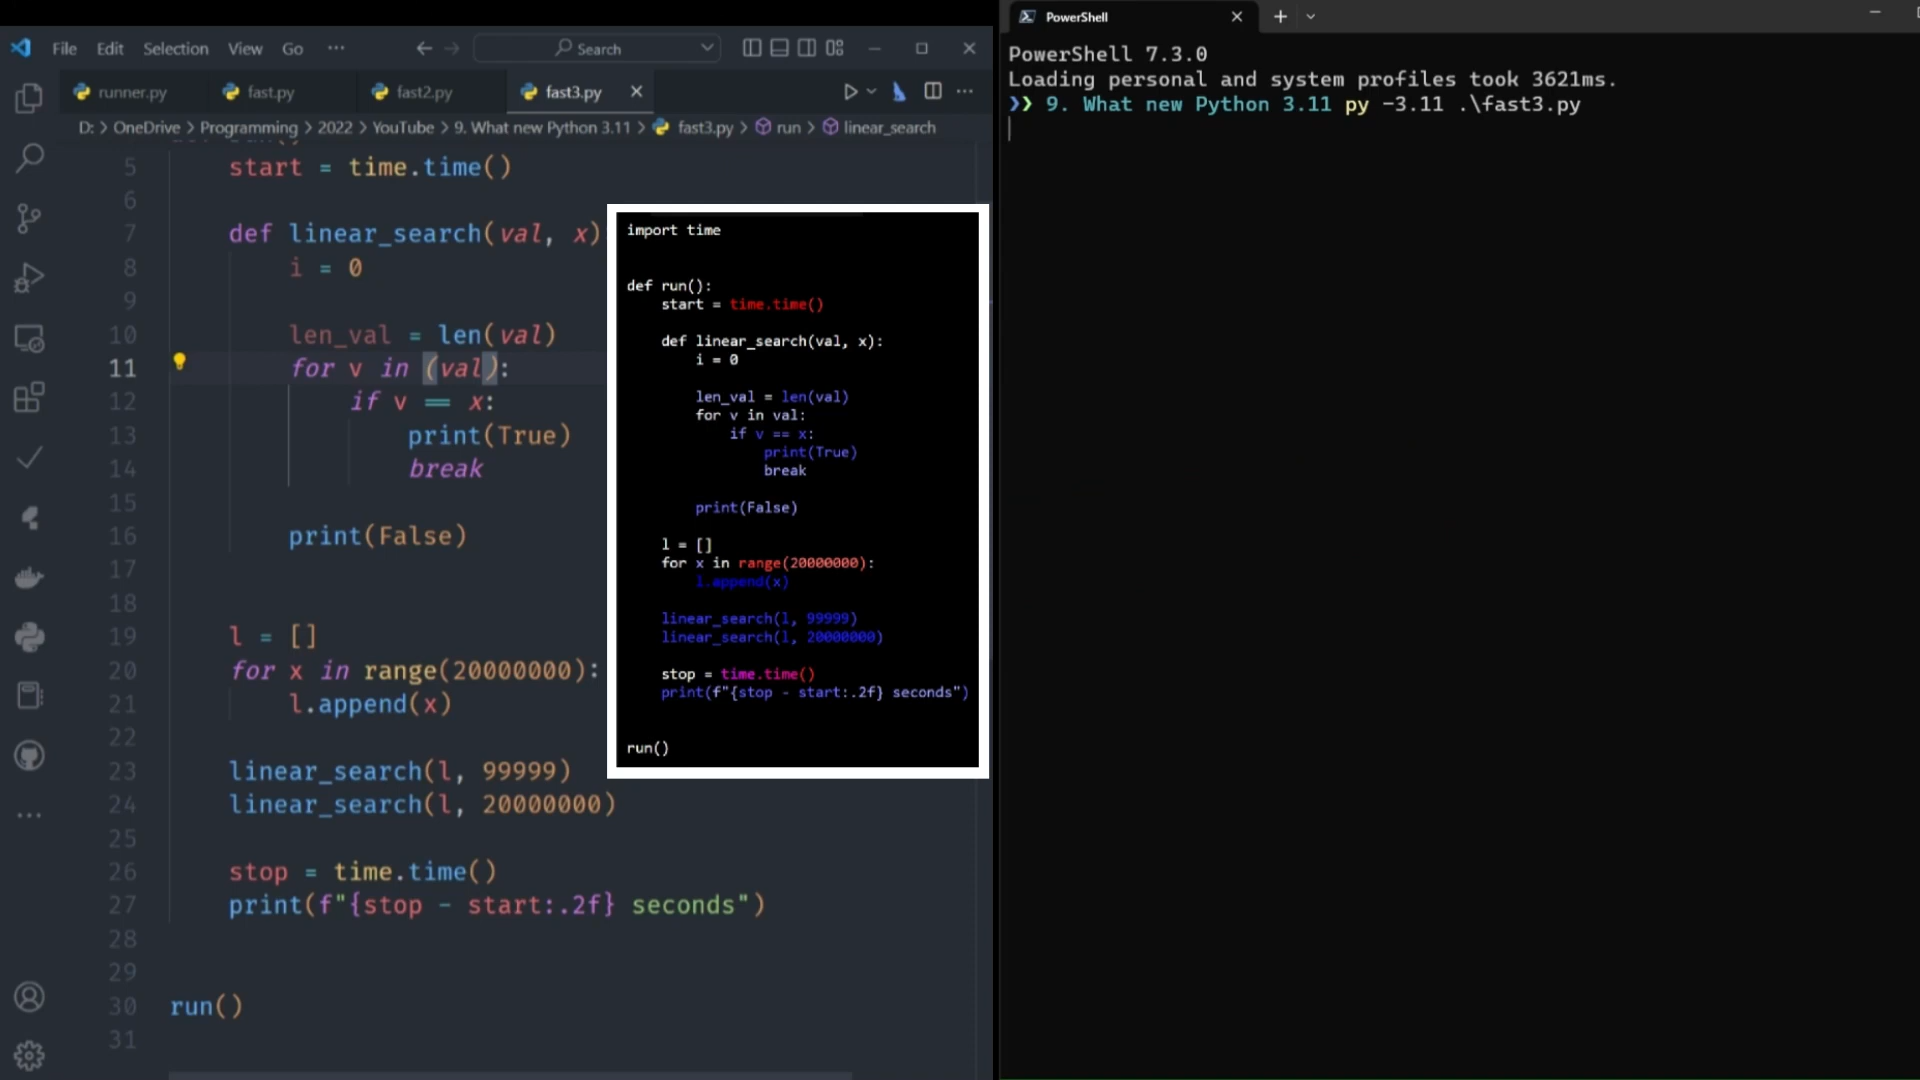 File Edit Selection View Go ··· Search
runner.py fast.py fast2.py fast3.py
D: > OneDrive > Programming > 2022 > YouTube > 9. What new Python 3.11 > fast3.py > run > linear_search
5 start = time.time()
6
7 def linear_search(val, x)
8 i = 0
9
10 len_val = len(val)
11 for v in (val):
12 if v == x:
13 print(True)
14 break
15
16 print(False)
17
18
19 l = []
20 for x in range(20000000):
21 l.append(x)
22
23 linear_search(l, 99999)
24 linear_search(l, 20000000)
25
26 stop = time.time()
27 print(f"{stop - start:.2f} seconds")
28
29
30 run()
31
import time
def run():
start = time.time()
def linear_search(val, x):
i = 0
len_val = len(val)
for v in val:
if v == x:
print(True)
break
print(False)
l = []
for x in range(20000000):
l.append(x)
linear_search(l, 99999)
linear_search(l, 20000000)
stop = time.time()
print(f"{stop - start:.2f} seconds")
run()
PowerShell
PowerShell 7.3.0
Loading personal and system profiles took 3621ms.
❯❯ 9. What new Python 3.11 py -3.11 .\fast3.py